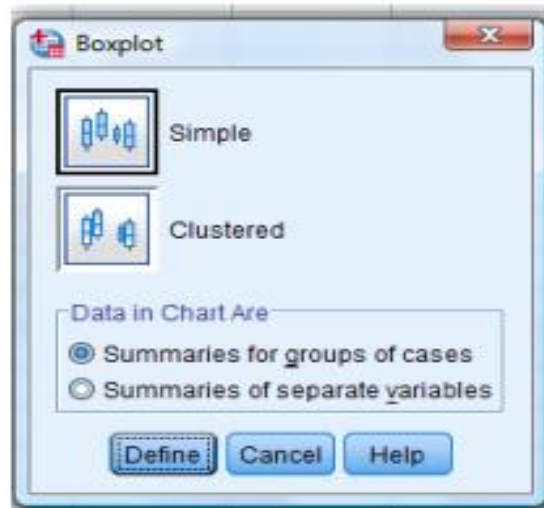 Boxplot
Simple
Clustered
Data in Chart Are
Summaries for groups of cases
Summaries of separate variables
Define Cancel Help